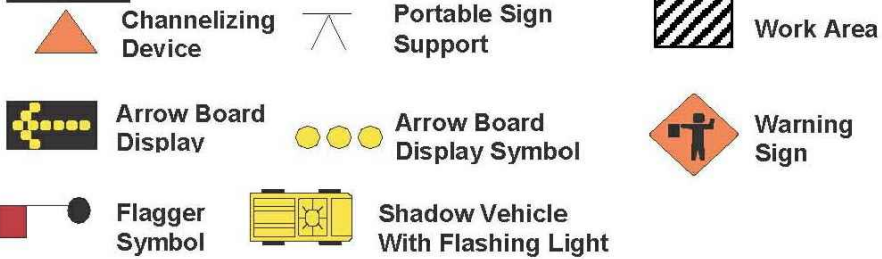 Channelizing
Device
Portable Sign
Support
Work Area
Arrow Board
Display
Arrow Board
Display Symbol
Warning
Sign
Flagger
Symbol
Shadow Vehicle
With Flashing Light